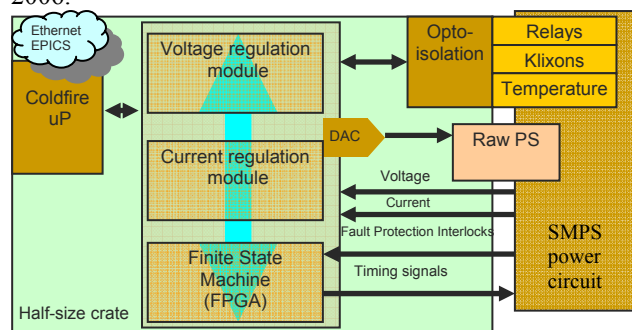 2006.
Ethernet
EPICS
Coldfire
uP
Voltage regulation
module
Opto-
isolation
Relays
Klixons
Temperature
DAC
Raw PS
Current regulation
module
Voltage
Current
Fault Protection Interlocks
SMPS
power
circuit
Finite State
Machine
(FPGA)
Timing signals
Half-size crate